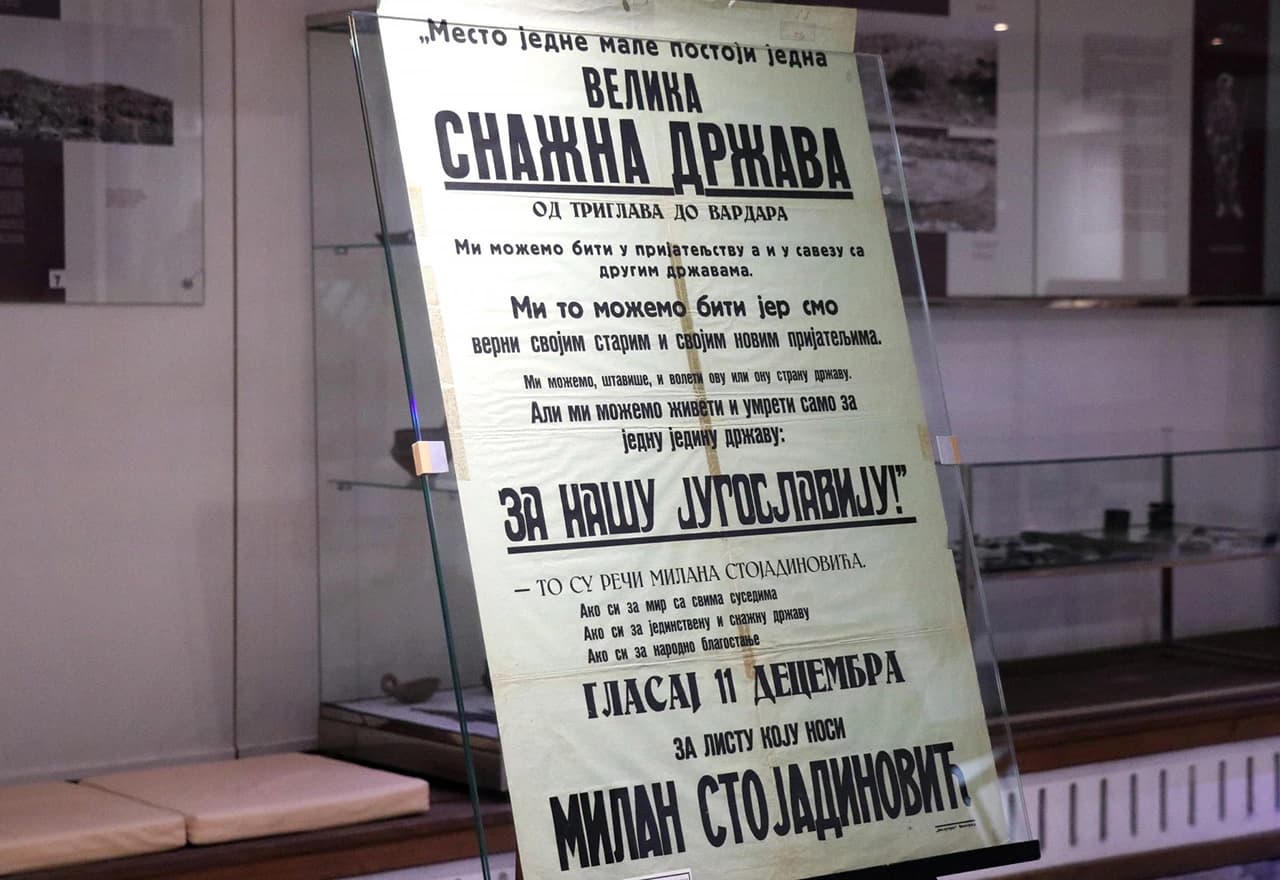 „Место једне мале постоји једна
ВЕЛИКА
СНАЖНА ДРЖАВА
ОД ТРИГЛАВА ДО ВАРДАРА
Ми можемо бити у пријатељству а и у савезу са
другим државама.
Ми то можемо бити јер смо
верни својим старим и својим новим пријатељима.
Ми можемо, штавише, и волети ову или ону страну државу.
Али ми можемо живети и умрети само за
једну једину државу:
ЗА НАШУ ЈУГОСЛАВИЈУ!”
— ТО СУ РЕЧИ МИЛАНА СТОЈАДИНОВИЋА.
Ако си за мир са свима суседима
Ако си за јединствену и снажну државу
Ако си за народно благостање
ГЛАСАЈ 11 ДЕЦЕМБРА
ЗА ЛИСТУ КОЈУ НОСИ
МИЛАН СТОЈАДИНОВИЋ.
7